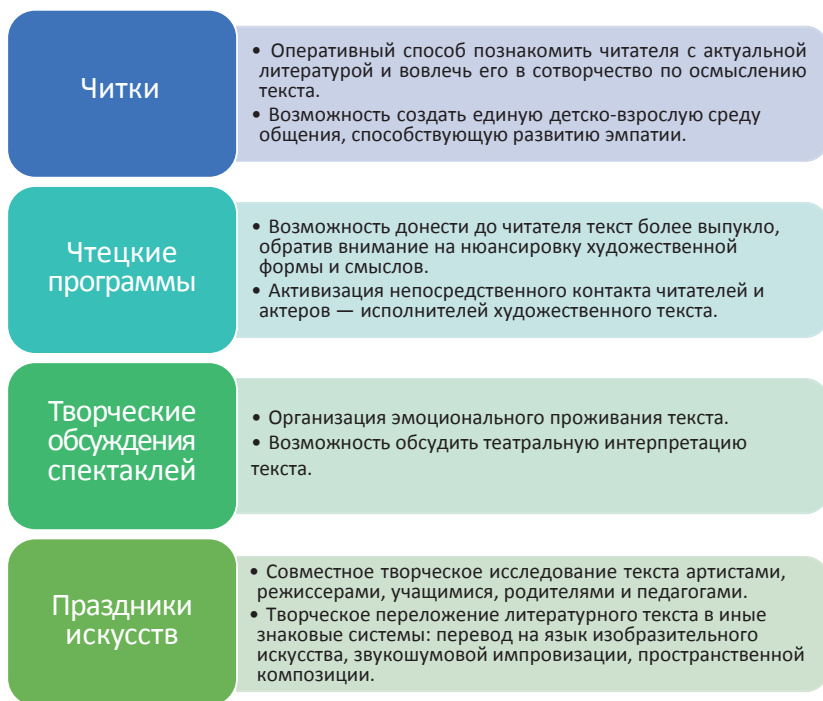 Читки
• Оперативный способ познакомить читателя с актуальной
литературой и вовлечь его в сотворчество по осмыслению
текста.
• Возможность создать единую детско-взрослую среду
общения, способствующую развитию эмпатии.
Чтецкие
программы
• Возможность донести до читателя текст более выпукло,
обратив внимание на нюансировку художественной
формы и смыслов.
• Активизация непосредственного контакта читателей и
актеров — исполнителей художественного текста.
Творческие
обсуждения
спектаклей
• Организация эмоционального проживания текста.
• Возможность обсудить театральную интерпретацию
текста.
Праздники
искусств
• Совместное творческое исследование текста артистами,
режиссерами, учащимися, родителями и педагогами.
• Творческое переложение литературного текста в иные
знаковые системы: перевод на язык изобразительного
искусства, звукошумовой импровизации, пространственной
композиции.